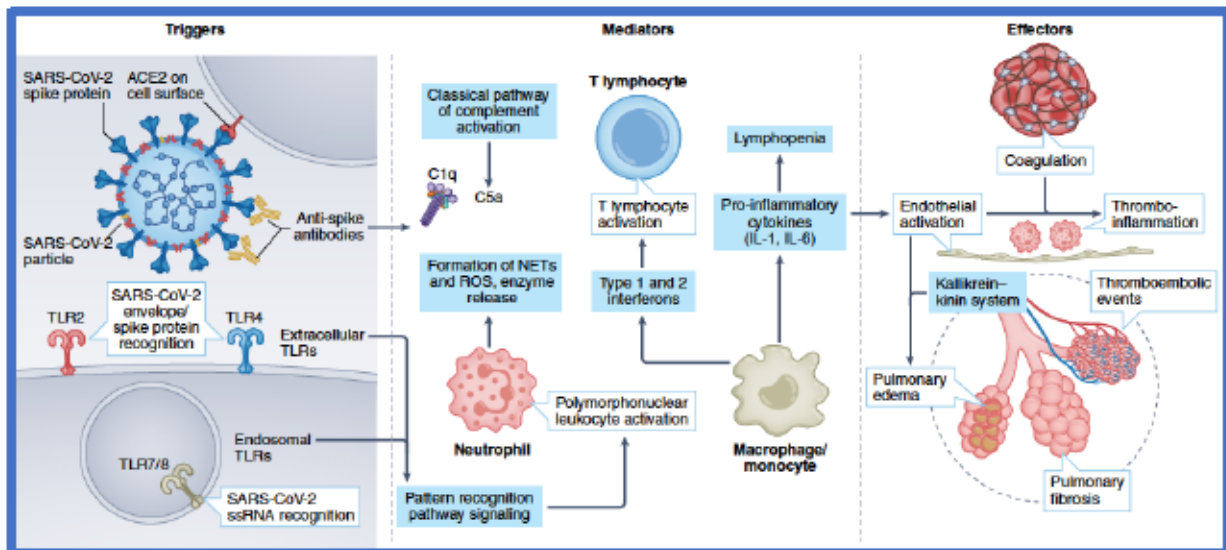 Triggers
Mediators
Effectors
SARS-CoV-2
spike protein
ACE2 on
cell surface
Anti-spike
antibodies
SARS-CoV-2
particle
SARS-CoV-2
envelope/
spike protein
recognition
TLR2
TLR4
Extracellular
TLRs
Endosomal
TLRs
TLR7/8
SARS-CoV-2
ssRNA recognition
Classical pathway
of complement
activation
C1q
C5a
Formation of NETs
and ROS, enzyme
release
Neutrophil
Polymorphonuclear
leukocyte activation
Pattern recognition
pathway signaling
T lymphocyte
T lymphocyte
activation
Type 1 and 2
interferons
Lymphopenia
Pro-inflammatory
cytokines
(IL-1, IL-6)
Macrophage/
monocyte
Coagulation
Endothelial
activation
Thrombo-
inflammation
Kallikrein–
kinin system
Thromboembolic
events
Pulmonary
edema
Pulmonary
fibrosis